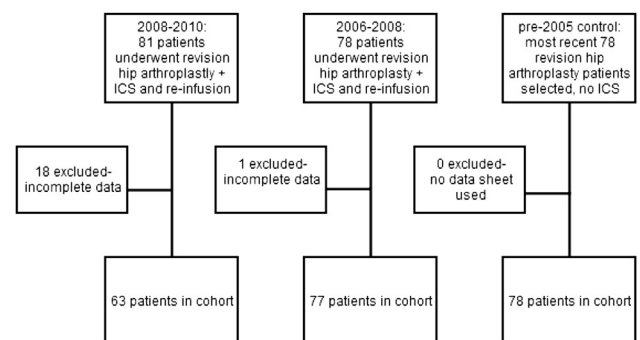 2008-2010:
81 patients
underwent revision
hip arthroplastly +
ICS and re-infusion
2006-2008:
78 patients
underwent revision
hip arthroplasty +
ICS and re-infusion
pre-2005 control:
most recent 78
revision hip
arthroplasty patients
selected, no ICS
18 excluded-
incomplete data
1 excluded-
incomplete data
0 excluded-
no data sheet
used
63 patients in cohort
77 patients in cohort
78 patients in cohort